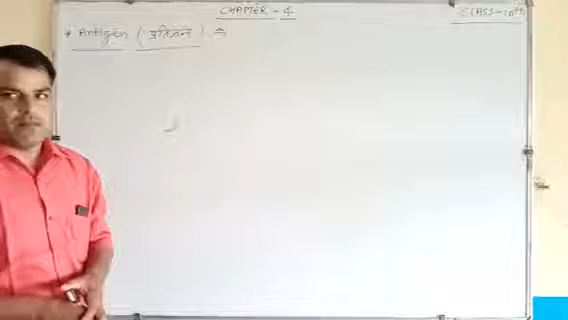 CHAPTER - 4
CLASS - 10th
* Antigen ( प्रतिजन ) ⇒